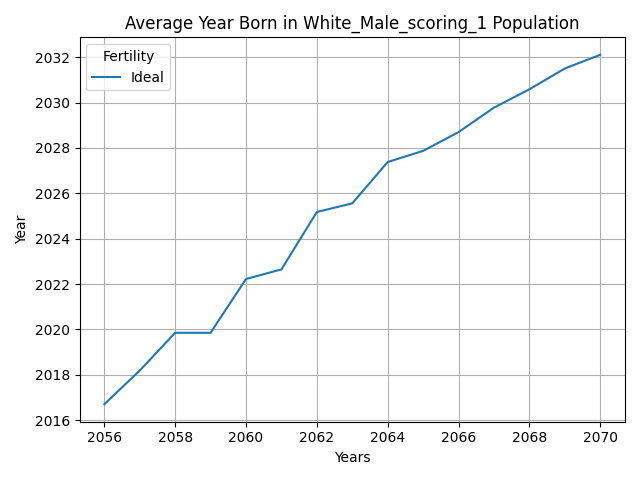 Average Year Born in White_Male_scoring_1 Population
Fertility
Ideal
Year
2032
2030
2028
2026
2024
2022
2020
2018
2016
2056 2058 2060 2062 2064 2066 2068 2070
Years